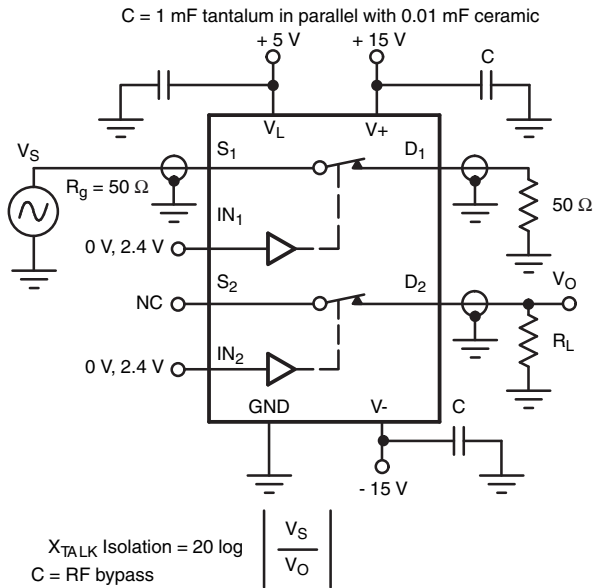 C = 1 mF tantalum in parallel with 0.01 mF ceramic
+ 5 V
+ 15 V
C
V_L
V+
V_S
S_1
D_1
R_g = 50 Ω
50 Ω
IN_1
0 V, 2.4 V
S_2
D_2
V_O
NC
R_L
IN_2
0 V, 2.4 V
GND
V-
C
- 15 V
X_TALK Isolation = 20 log | V_S / V_O |
C = RF bypass